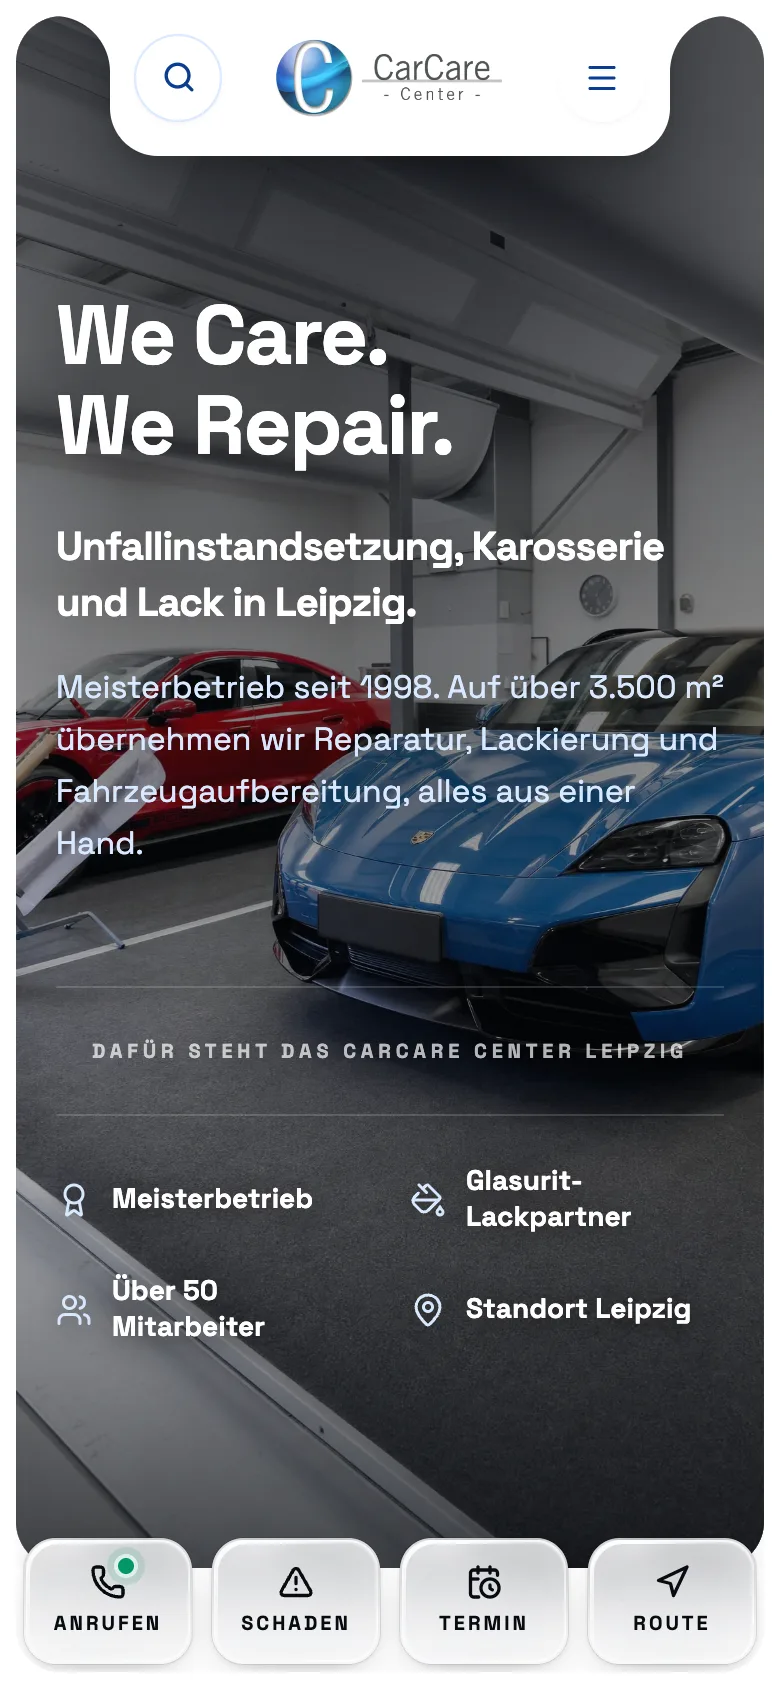 CarCare
- Center -
We Care.
We Repair.
Unfallinstandsetzung, Karosserie
und Lack in Leipzig.
Meisterbetrieb seit 1998. Auf über 3.500 m²
übernehmen wir Reparatur, Lackierung und
Fahrzeugaufbereitung, alles aus einer
Hand.
DAFÜR STEHT DAS CARCARE CENTER LEIPZIG
Meisterbetrieb
Glasurit-
Lackpartner
Über 50
Mitarbeiter
Standort Leipzig
ANRUFEN
SCHADEN
TERMIN
ROUTE